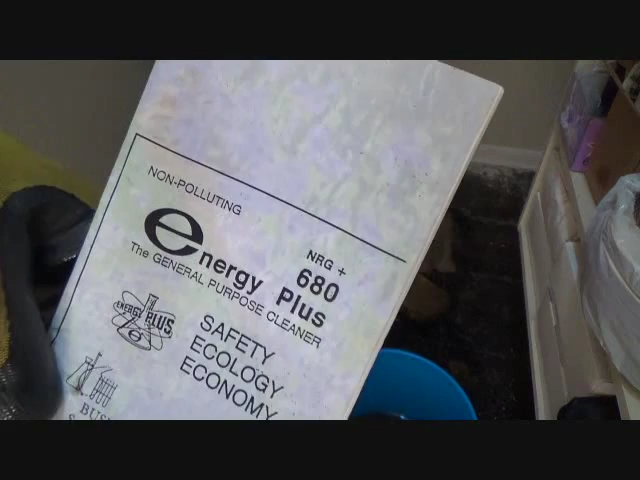 NON-POLLUTING
energy Plus
NRG +
680
The GENERAL PURPOSE CLEANER
ENERGY PLUS
SAFETY
ECOLOGY
ECONOMY